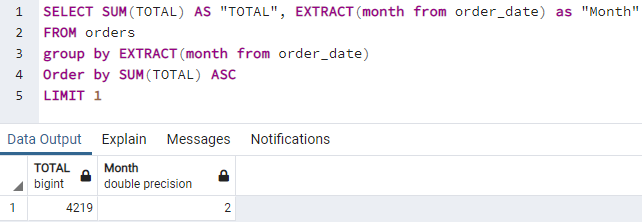 1 SELECT SUM(TOTAL) AS "TOTAL", EXTRACT(month from order_date) as "Month"
2 FROM orders
3 group by EXTRACT(month from order_date)
4 Order by SUM(TOTAL) ASC
5 LIMIT 1
Data Output Explain Messages Notifications
TOTAL Month
bigint double precision
1 4219 2